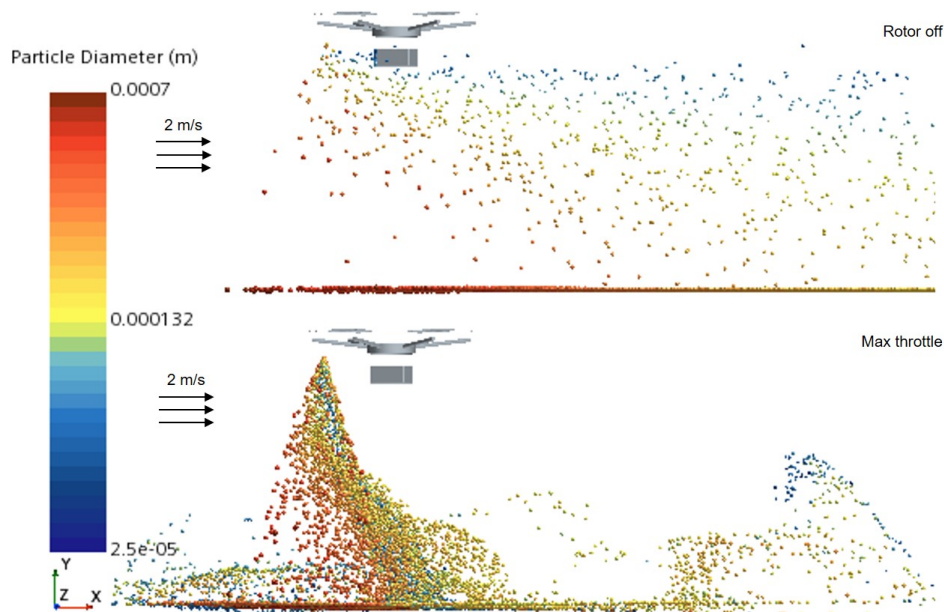 Rotor off
Particle Diameter (m)
0.0007
2 m/s
0.000132
Max throttle
2 m/s
2.5e-05
Y
Z X